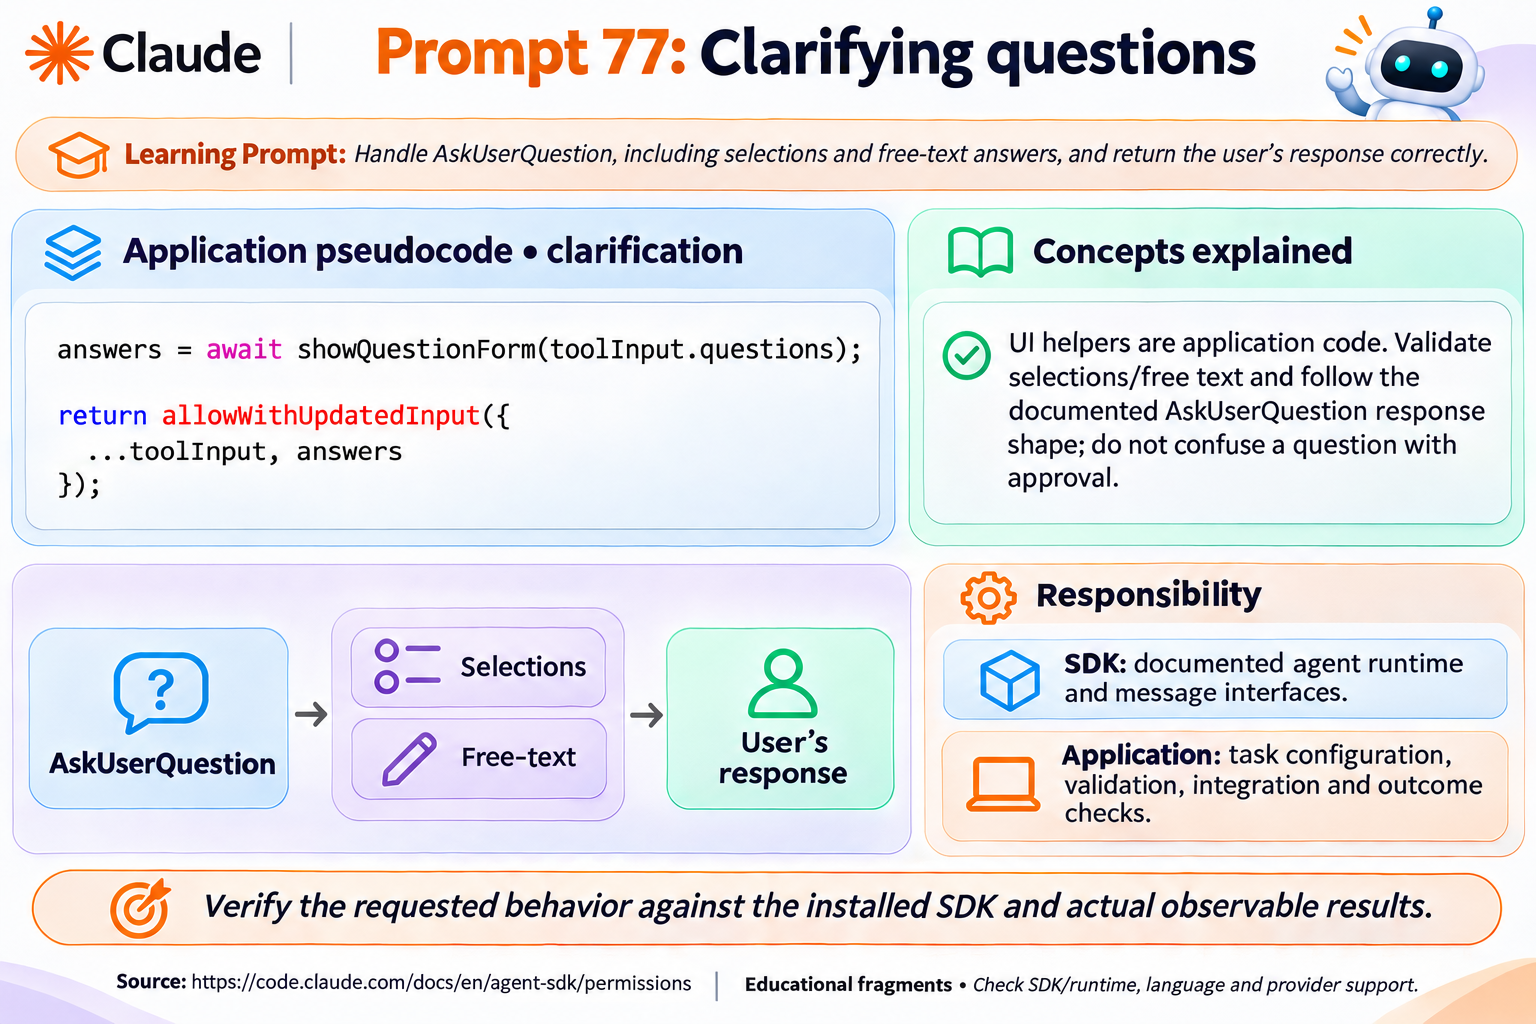 Claude
Prompt 77: Clarifying questions
Learning Prompt: Handle AskUserQuestion, including selections and free-text answers, and return the user's response correctly.
Application pseudocode • clarification
answers = await showQuestionForm(toolInput.questions);
return allowWithUpdatedInput({
...toolInput, answers
});
Concepts explained
UI helpers are application code. Validate
selections/free text and follow the
documented AskUserQuestion response
shape; do not confuse a question with
approval.
?
AskUserQuestion
Selections
Free-text
User's
response
Responsibility
SDK: documented agent runtime
and message interfaces.
Application: task configuration,
validation, integration and outcome
checks.
Verify the requested behavior against the installed SDK and actual observable results.
Source: https://code.claude.com/docs/en/agent-sdk/permissions
Educational fragments • Check SDK/runtime, language and provider support.